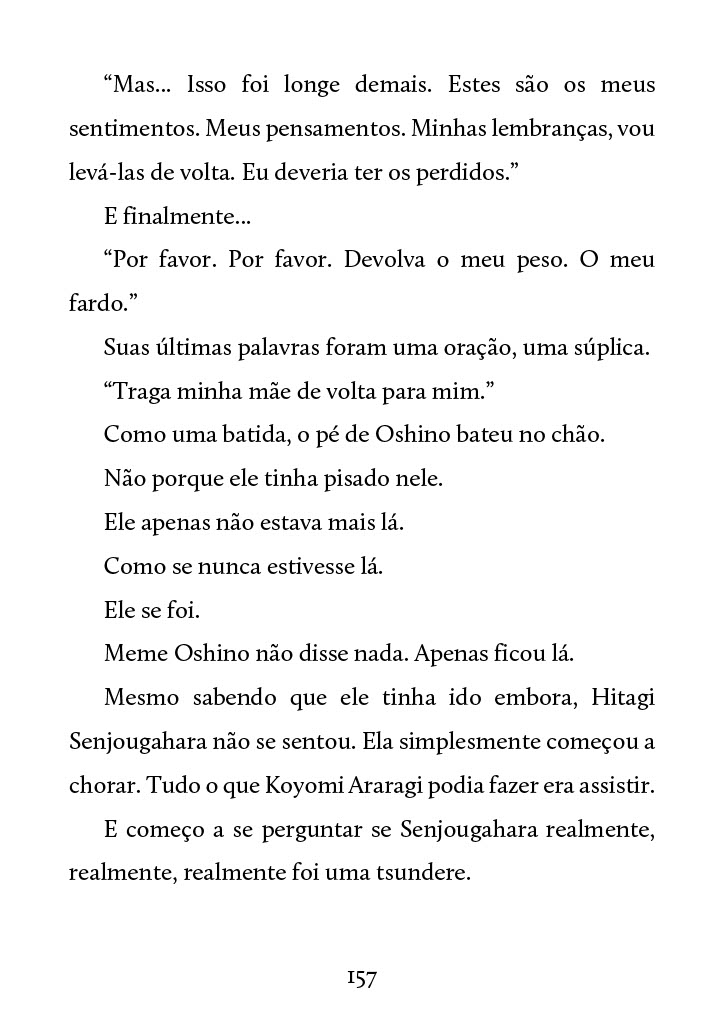 “Mas... Isso foi longe demais. Estes são os meus
sentimentos. Meus pensamentos. Minhas lembranças, vou
levá-las de volta. Eu deveria ter os perdidos.”
E finalmente...
“Por favor. Por favor. Devolva o meu peso. O meu
fardo.”
Suas últimas palavras foram uma oração, uma súplica.
“Traga minha mãe de volta para mim.”
Como uma batida, o pé de Oshino bateu no chão.
Não porque ele tinha pisado nele.
Ele apenas não estava mais lá.
Como se nunca estivesse lá.
Ele se foi.
Meme Oshino não disse nada. Apenas ficou lá.
Mesmo sabendo que ele tinha ido embora, Hitagi
Senjougahara não se sentou. Ela simplesmente começou a
chorar. Tudo o que Koyomi Araragi podia fazer era assistir.
E começo a se perguntar se Senjougahara realmente,
realmente, realmente foi uma tsundere.
157